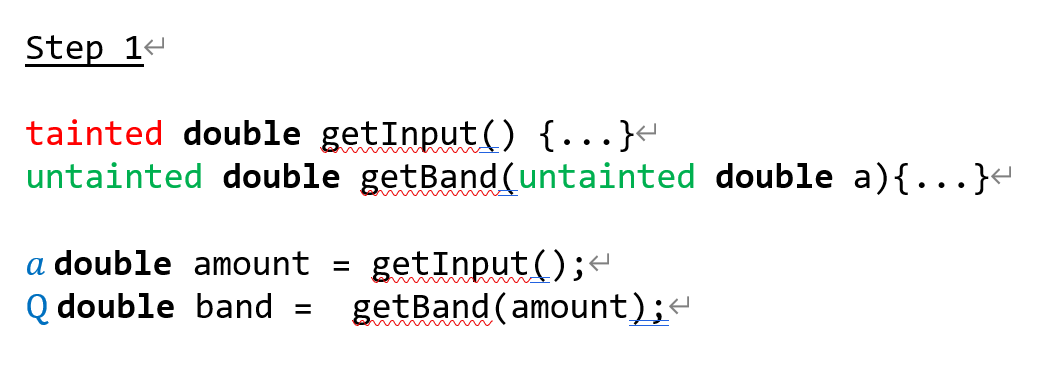 Step 1
tainted double getInput() {...}
untainted double getBand(untainted double a){...}
a double amount = getInput();
Q double band = getBand(amount);